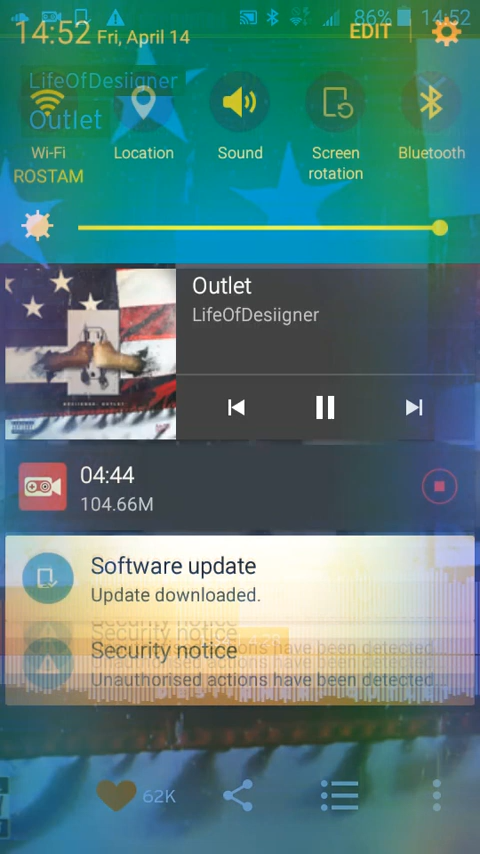 86% 14:52
14:52 Fri, April 14
EDIT
LifeOfDesiigner
Outlet
Wi-Fi
ROSTAM
Location
Sound
Screen
rotation
Bluetooth
Outlet
LifeOfDesiigner
DESIIGNER: OUTLET
04:44
104.66M
Software update
Update downloaded.
Security notice
Security notice
Unauthorised actions have been detected
62K